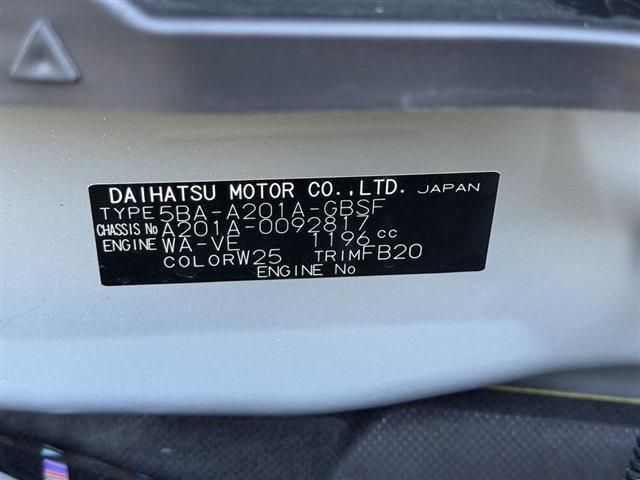 DAIHATSU MOTOR CO.,LTD. JAPAN
TYPE 5BA-A201A-GBSF
CHASSIS No A201A-0092817
ENGINE WA-VE 1196 cc
COLOR W25 TRIM FB20
ENGINE No